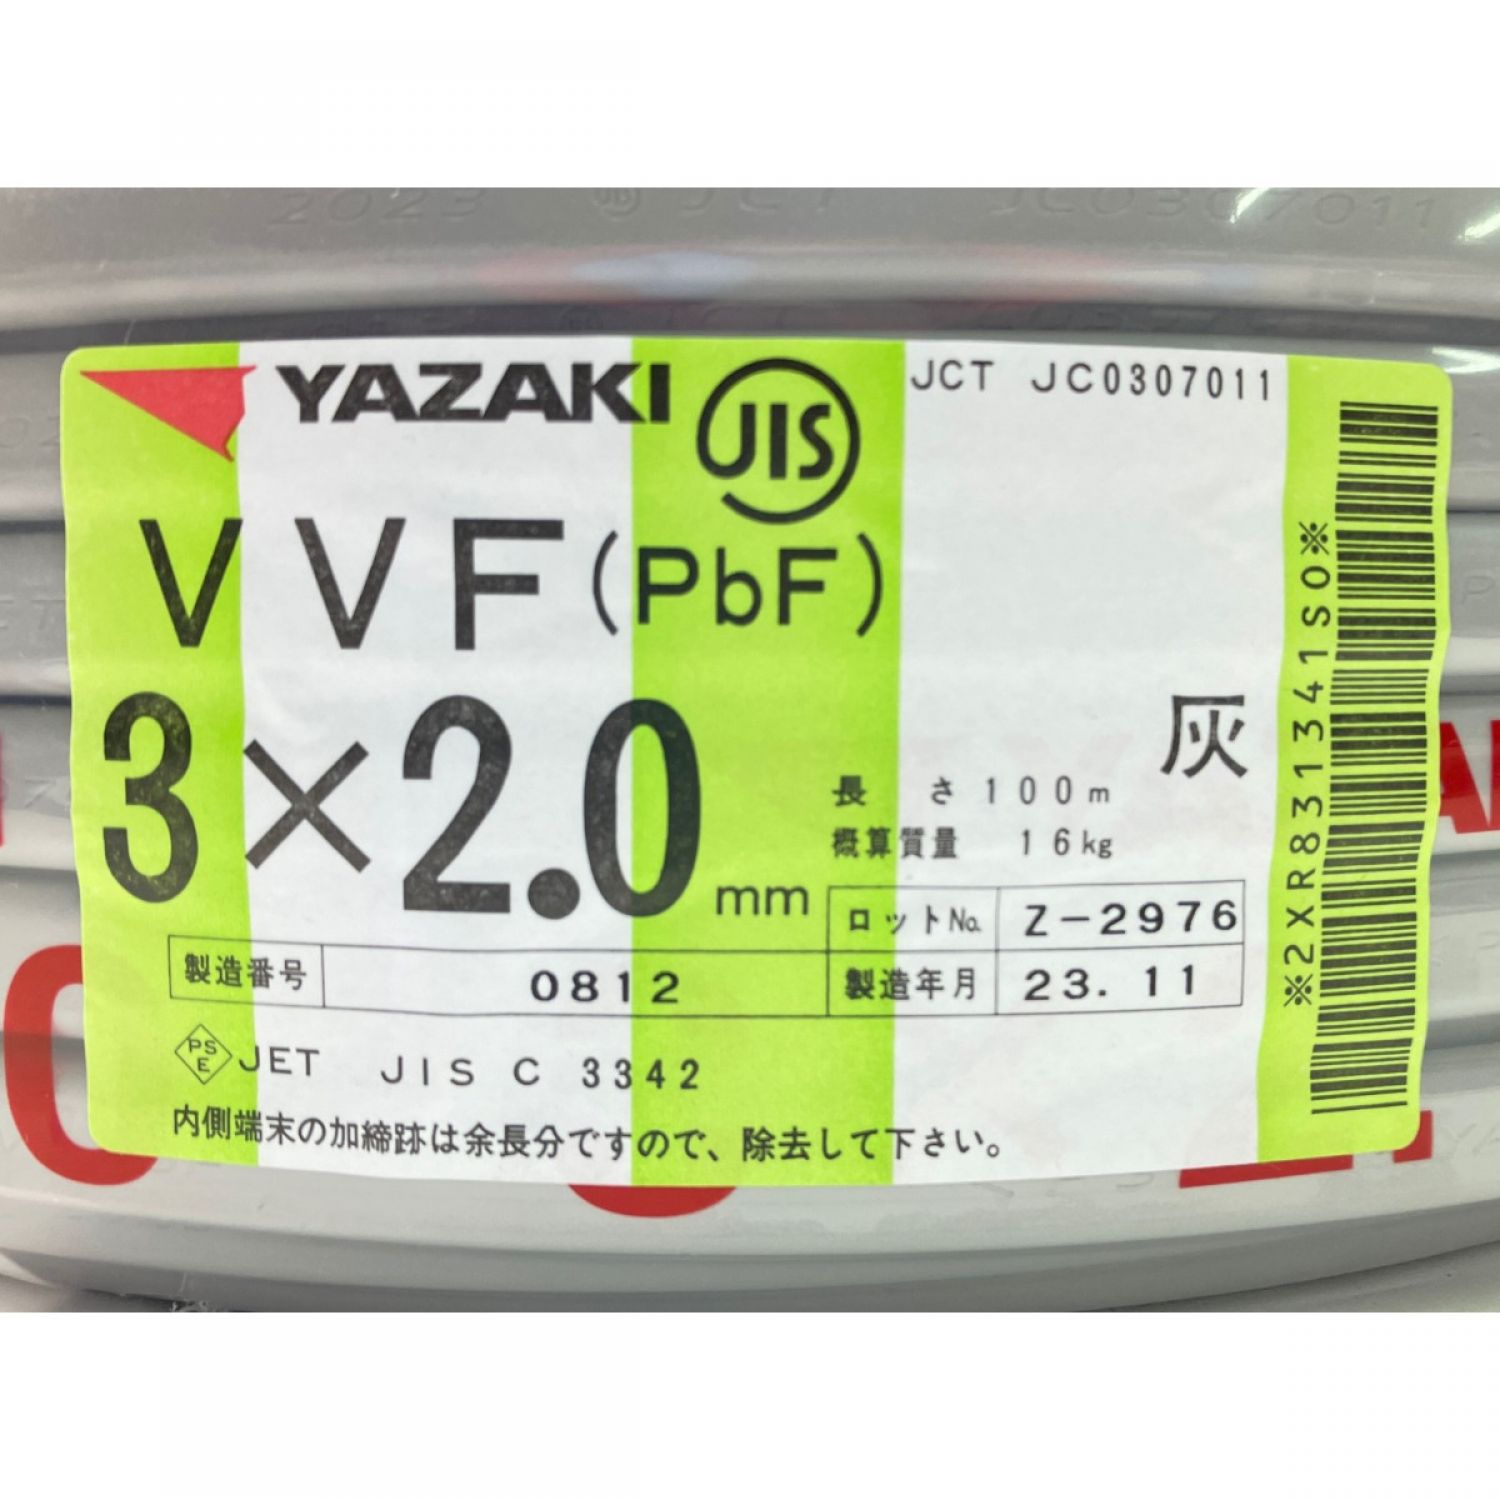 2023 JCT JC0307011
YAZAKI JIS JCT JC0307011
VVF(PbF)
3×2.0mm
灰
長さ100m
概算質量 16kg
ロットNo. Z-2976
製造番号 0812 製造年月 23.11
PSE JET JIS C 3342
内側端末の加締跡は余長分ですので、除去して下さい。
※2XR831341S0※